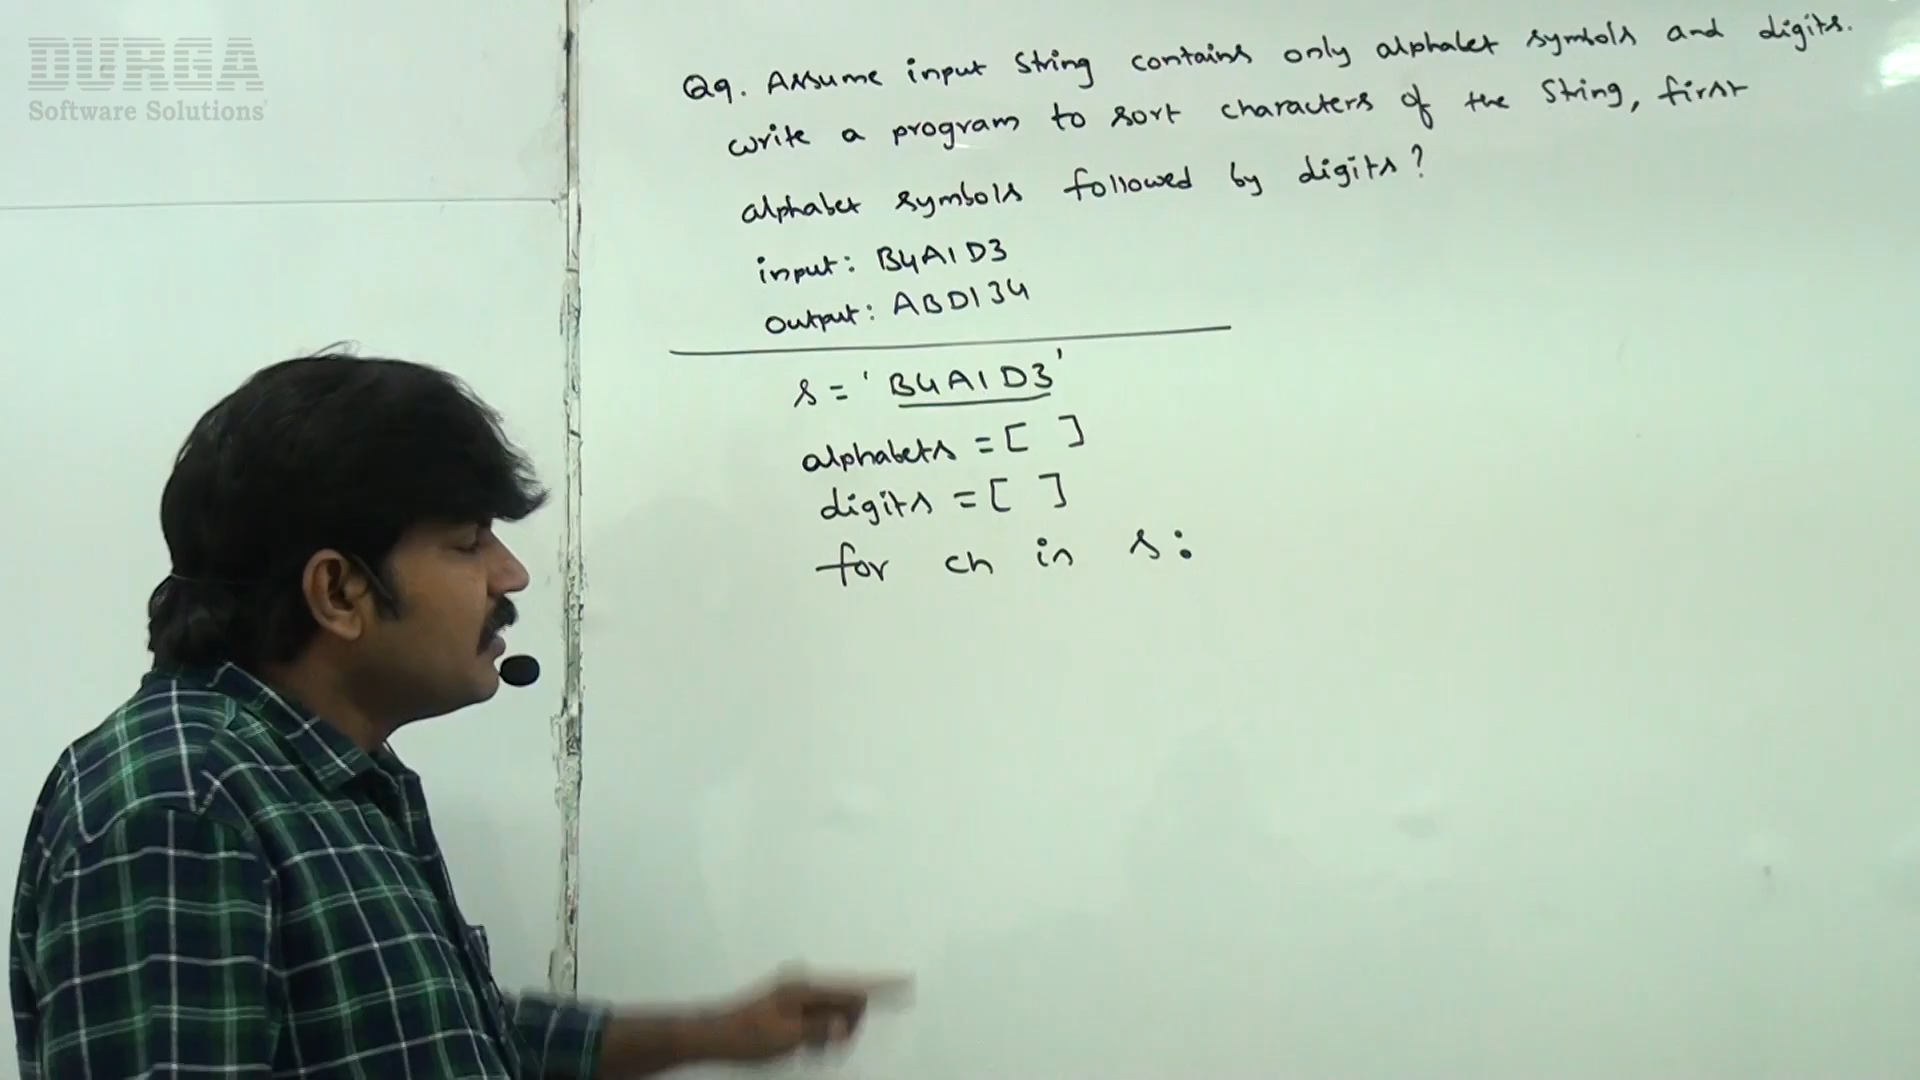 DURGA
Software Solutions
Q9. Assume input String contains only alphabet symbols and digits.
write a program to sort characters of the String, first
alphabet symbols followed by digits?
input: B4A1D3
output: ABD134
s = 'B4A1D3'
alphabets = [ ]
digits = [ ]
for ch in s: